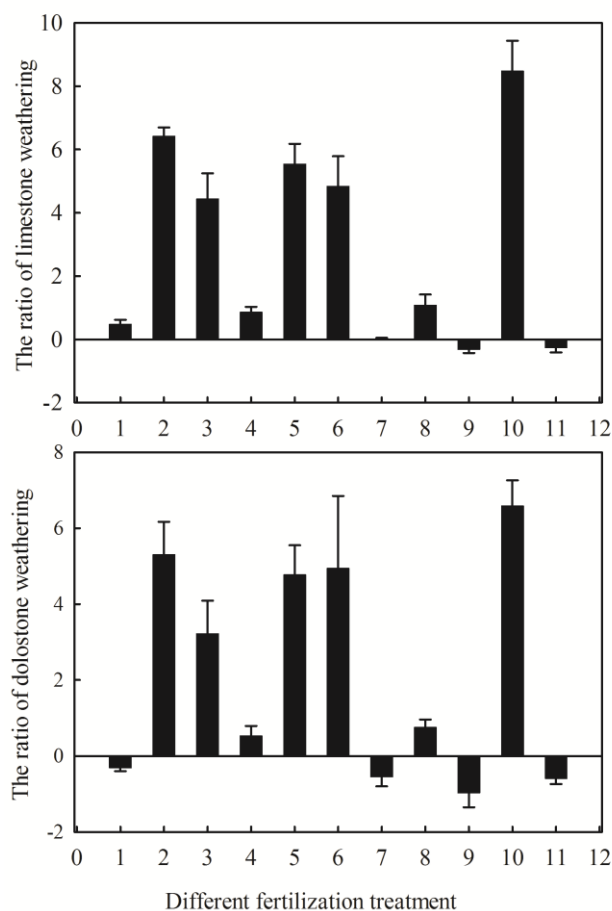 The ratio of limestone weathering
10
8
6
4
2
0
-2
0 1 2 3 4 5 6 7 8 9 10 11 12
The ratio of dolostone weathering
8
6
4
2
0
-2
0 1 2 3 4 5 6 7 8 9 10 11 12
Different fertilization treatment